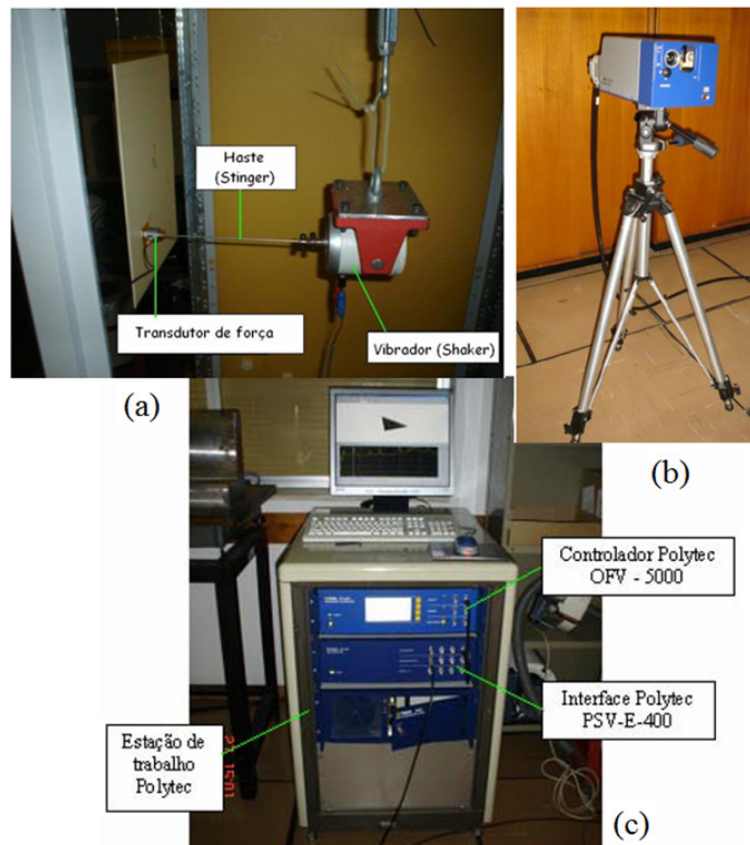 Haste
(Stinger)
Transdutor de força
Vibrador (Shaker)
(a)
(b)
Controlador Polytec
OFV - 5000
Interface Polytec
PSV-E-400
Estação de
trabalho
Polytec
(c)